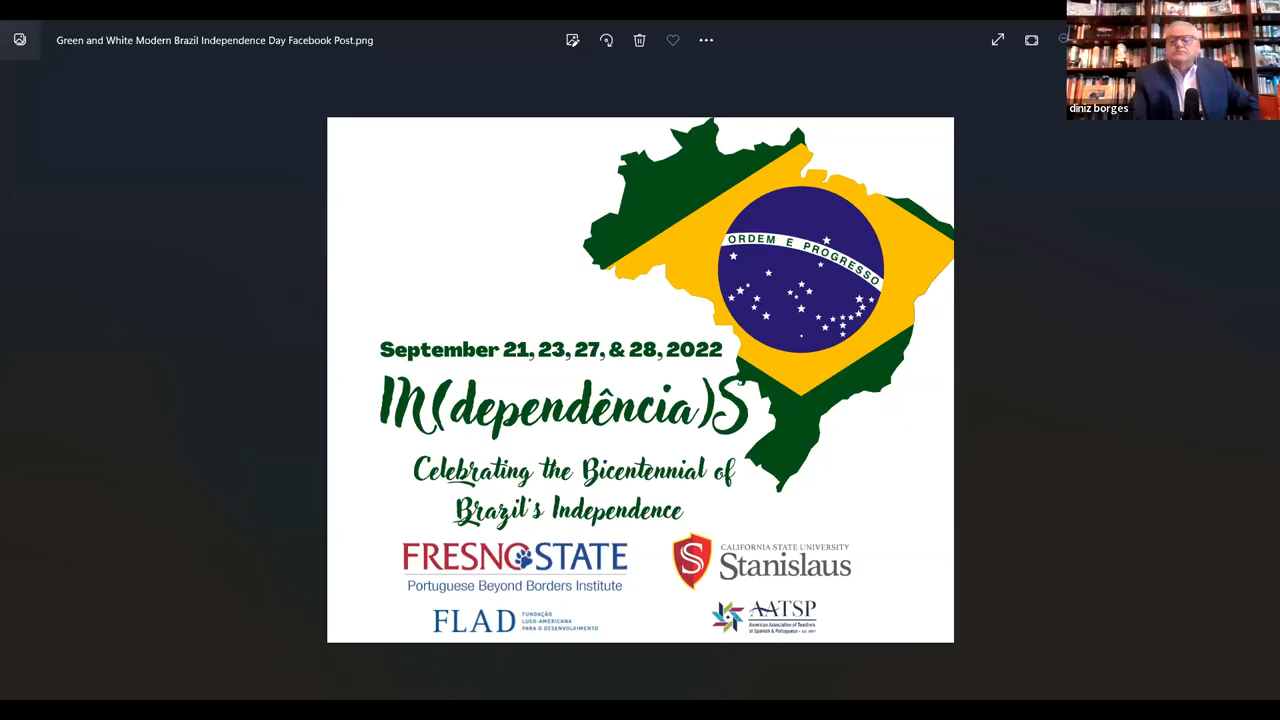 Green and White Modern Brazil Independence Day Facebook Post.png
diniz borges
ORDEM E PROGRESSO
September 21, 23, 27, & 28, 2022
IN(dependência)S
Celebrating the Bicentennial of
Brazil's Independence
FRESNO STATE
Portuguese Beyond Borders Institute
CALIFORNIA STATE UNIVERSITY
Stanislaus
FLAD
FUNDAÇÃO
LUSO-AMERICANA
PARA O DESENVOLVIMENTO
AATSP
American Association of Teachers
of Spanish & Portuguese • Est. 1917